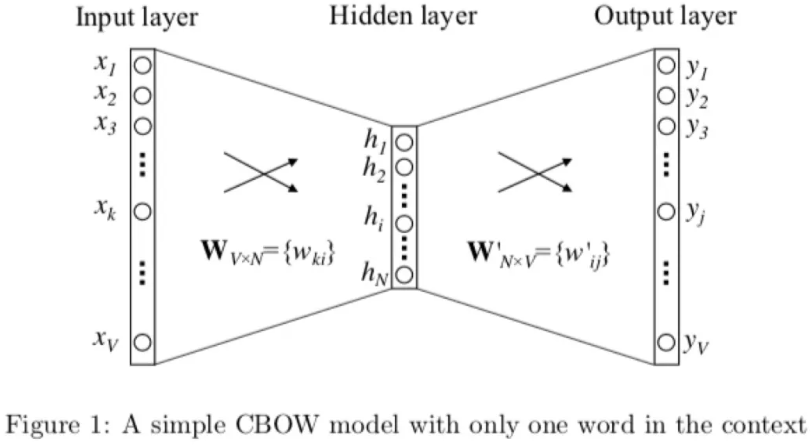 Input layer Hidden layer Output layer
x1
x2
x3
xk
xV
h1
h2
hi
hN
y1
y2
y3
yj
yV
W V×N={wki}
W' N×V={w'ij}
Figure 1: A simple CBOW model with only one word in the context